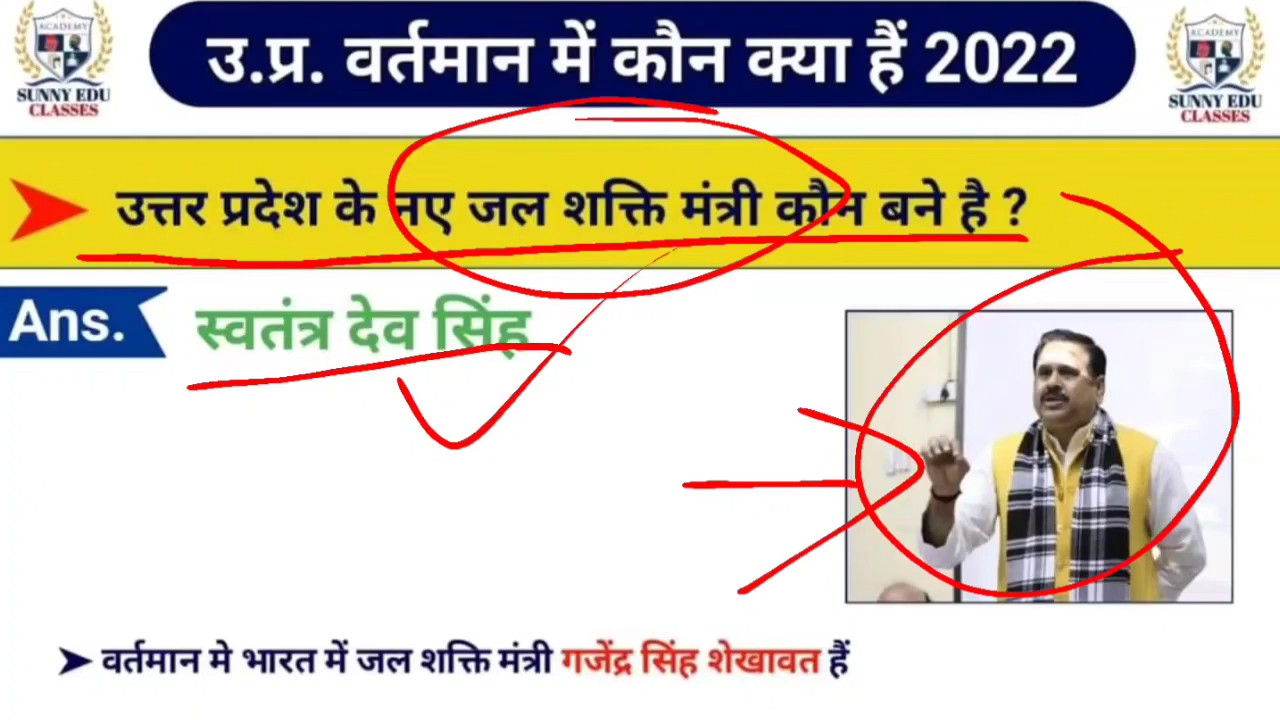 ACADEMY
SUNNY EDU
CLASSES
उ.प्र. वर्तमान में कौन क्या हैं 2022
ACADEMY
SUNNY EDU
CLASSES
उत्तर प्रदेश के नए जल शक्ति मंत्री कौन बने है ?
Ans. स्वतंत्र देव सिंह
वर्तमान मे भारत में जल शक्ति मंत्री गजेंद्र सिंह शेखावत हैं